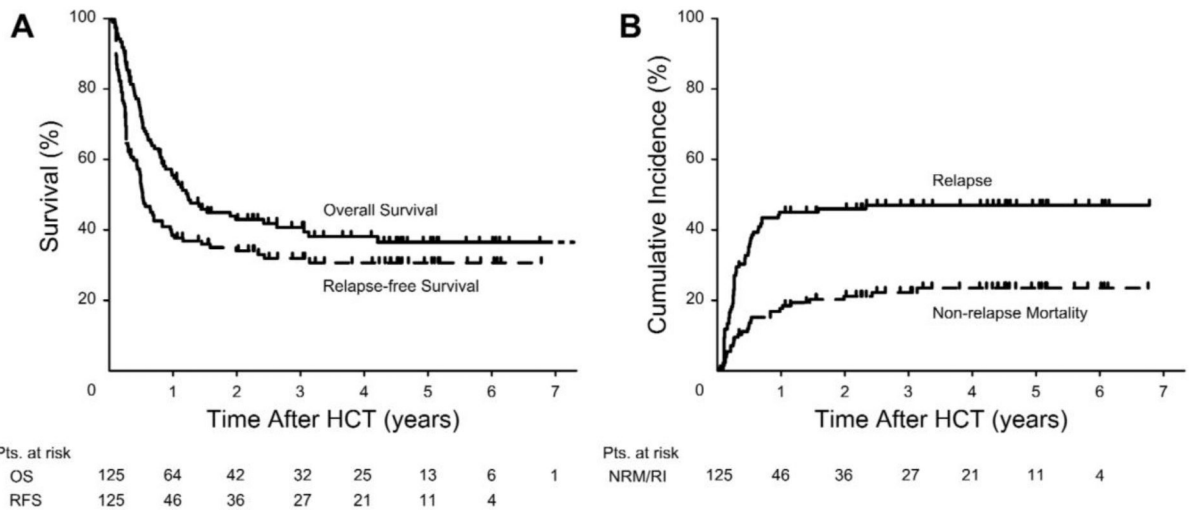 A
100
80
60
40
20
0
Survival (%)
Overall Survival
Relapse-free Survival
1 2 3 4 5 6 7
Time After HCT (years)
Pts. at risk
OS 125 64 42 32 25 13 6 1
RFS 125 46 36 27 21 11 4
B
100
80
60
40
20
0
Cumulative Incidence (%)
Relapse
Non-relapse Mortality
1 2 3 4 5 6 7
Time After HCT (years)
Pts. at risk
NRM/RI 125 46 36 27 21 11 4